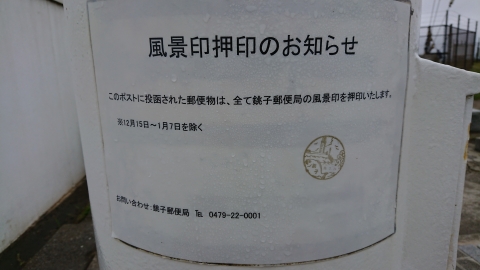 風景印押印のお知らせ
このポストに投函された郵便物は、全て銚子郵便局の風景印を押印いたします。
※12月15日～1月7日を除く
お問い合わせ:銚子郵便局 TEL 0479-22-0001